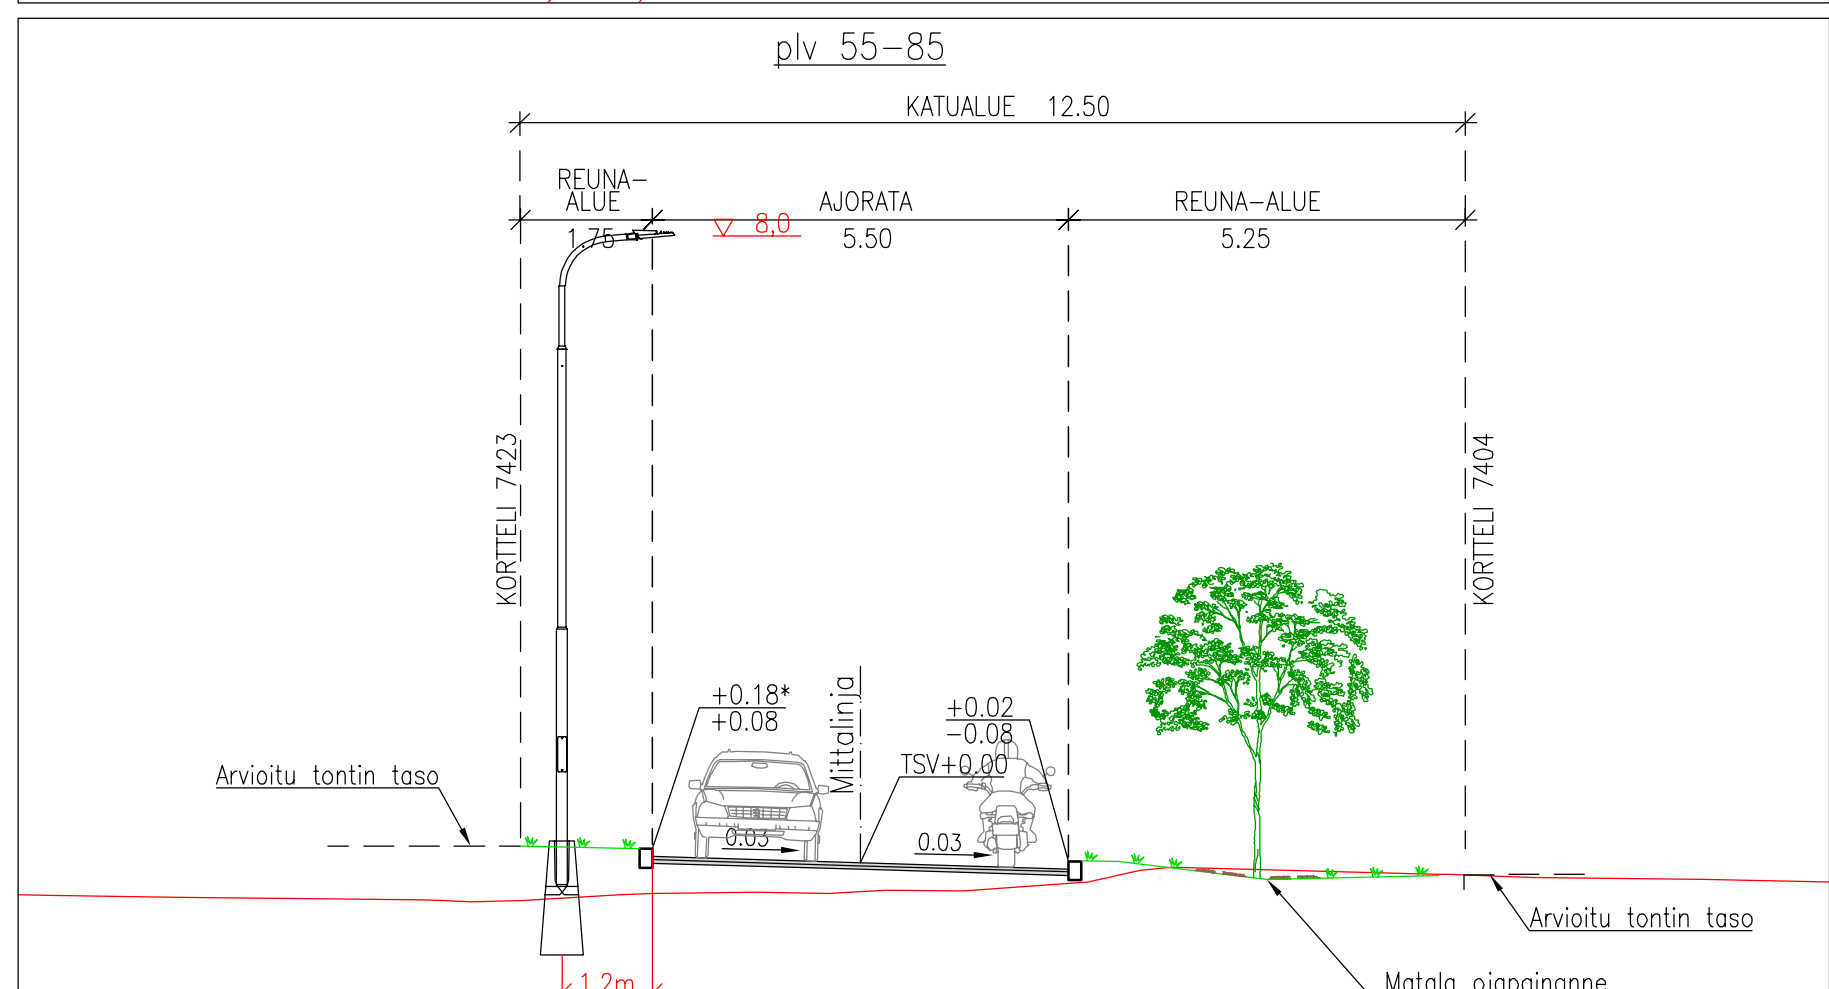 plv 55-85
KATUALUE 12.50
REUNA-
ALUE
AJORATA
REUNA-ALUE
1.75
8,0
5.50
5.25
KORTTELI 7423
KORTTELI 7404
+0.18*
+0.08
Mittalinja
+0.02
-0.08
TSV+0.00
Arvioitu tontin taso
0.03
0.03
Arvioitu tontin taso
1,2m
Matala ojapainanne